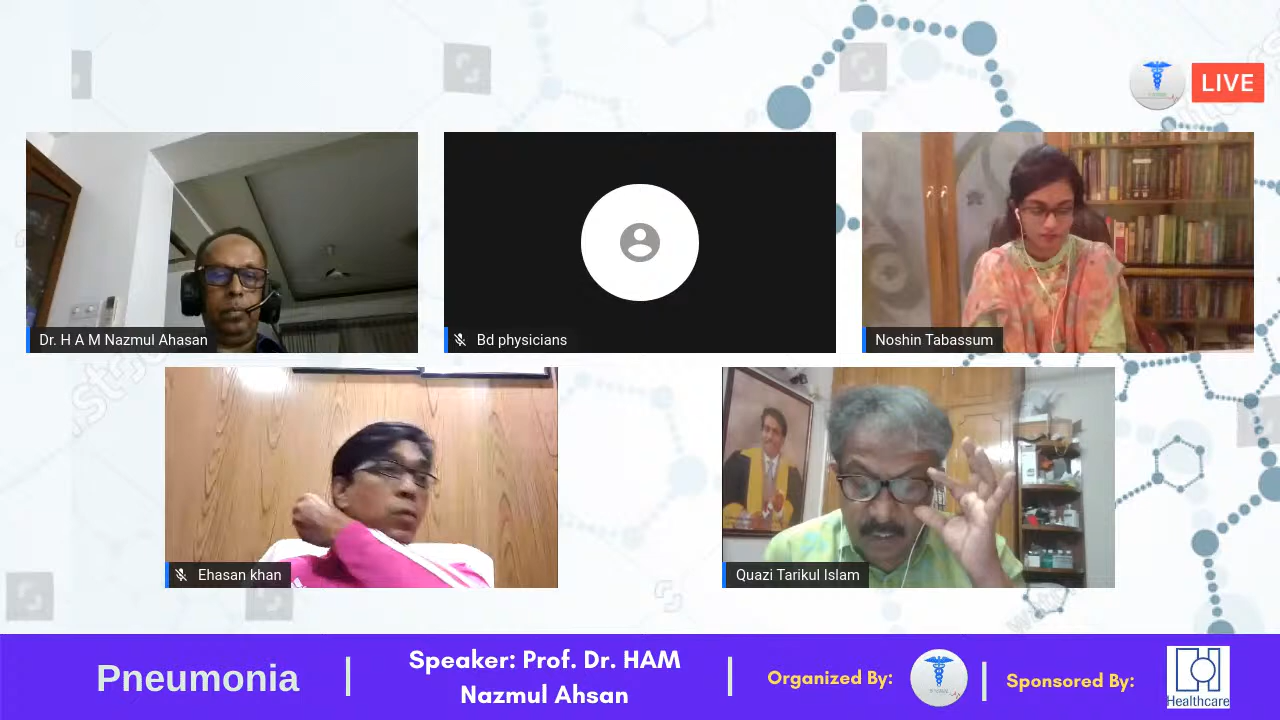 LIVE
Dr. H A M Nazmul Ahasan
Bd physicians
Noshin Tabassum
Ehasan khan
Quazi Tarikul Islam
Pneumonia
Speaker: Prof. Dr. HAM
Nazmul Ahsan
Organized By:
Sponsored By:
Healthcare